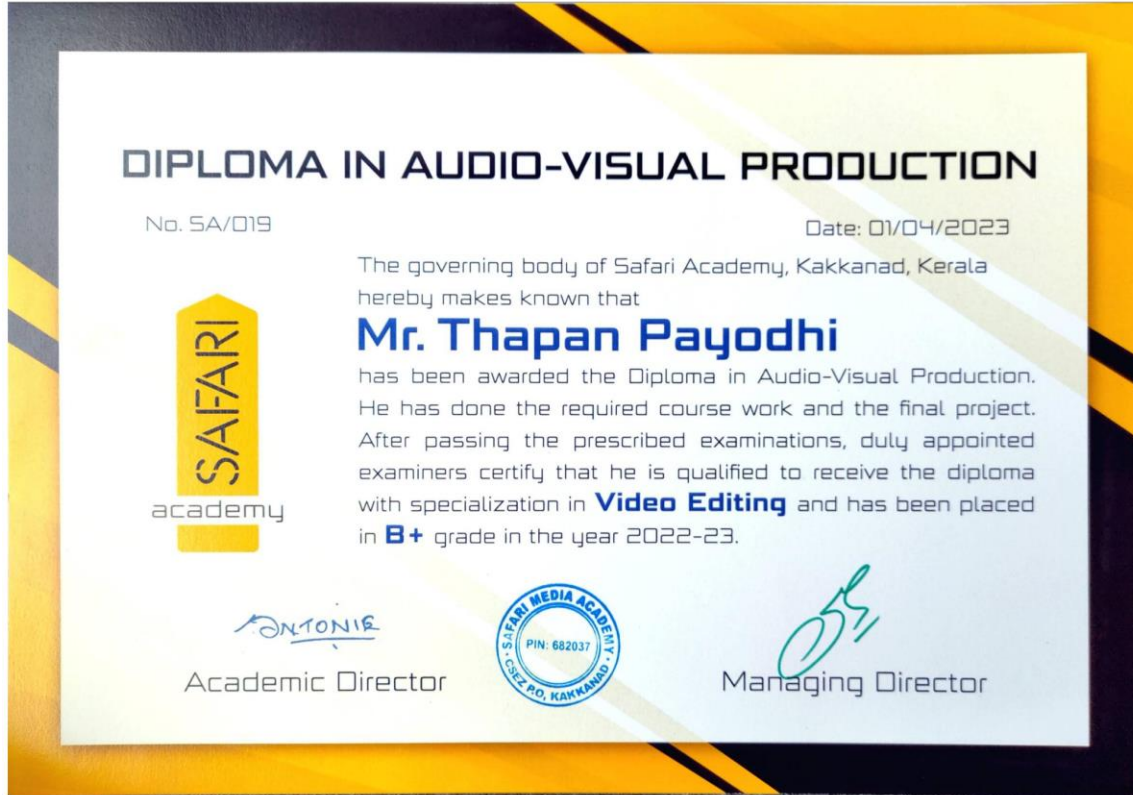 DIPLOMA IN AUDIO-VISUAL PRODUCTION
No. SA/019
Date: 01/04/2023
The governing body of Safari Academy, Kakkanad, Kerala
hereby makes known that
Mr. Thapan Payodhi
has been awarded the Diploma in Audio-Visual Production.
He has done the required course work and the final project.
After passing the prescribed examinations, duly appointed
examiners certify that he is qualified to receive the diploma
with specialization in Video Editing and has been placed
in B+ grade in the year 2022-23.
SAFARI
academy
ANTONIE
Academic Director
SAFARI MEDIA ACADEMY
PIN: 682037
CSEZ P.O, KAKKANAD
Managing Director